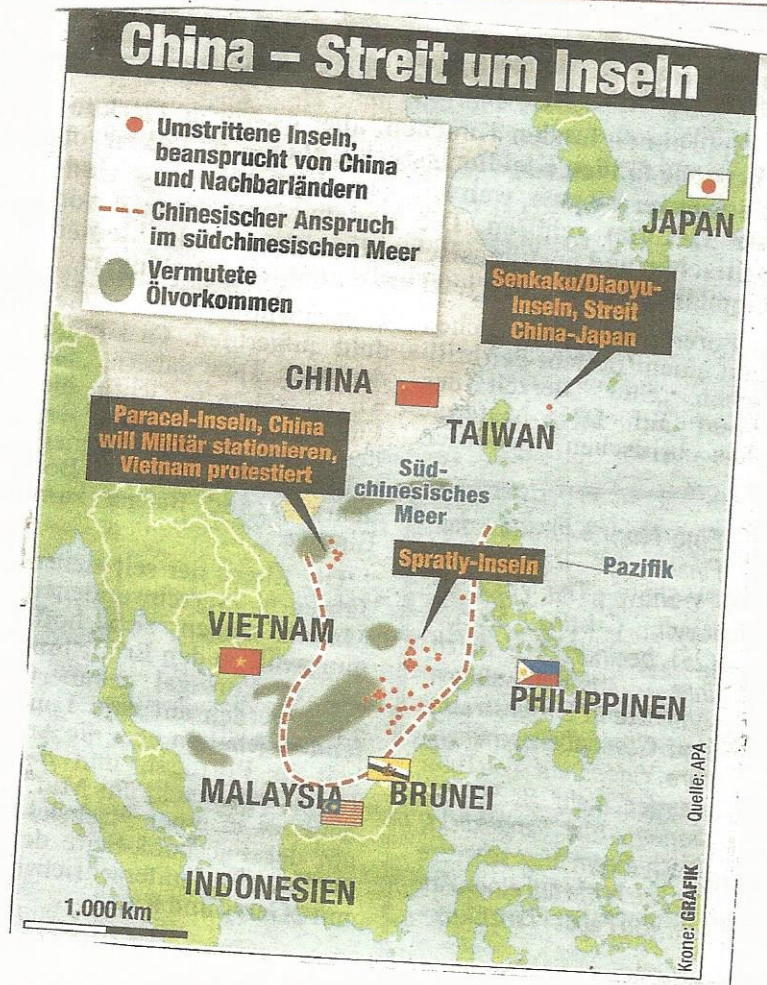 China – Streit um Inseln
Umstrittene Inseln,
beansprucht von China
und Nachbarländern
Chinesischer Anspruch
im südchinesischen Meer
Vermutete
Ölvorkommen
JAPAN
Senkaku/Diaoyu-
Inseln, Streit
China-Japan
CHINA
TAIWAN
Paracel-Inseln, China
will Militär stationieren,
Vietnam protestiert
Süd-
chinesisches
Meer
Spratly-Inseln
Pazifik
VIETNAM
PHILIPPINEN
MALAYSIA
BRUNEI
INDONESIEN
1.000 km
Krone: GRAFIK
Quelle: APA